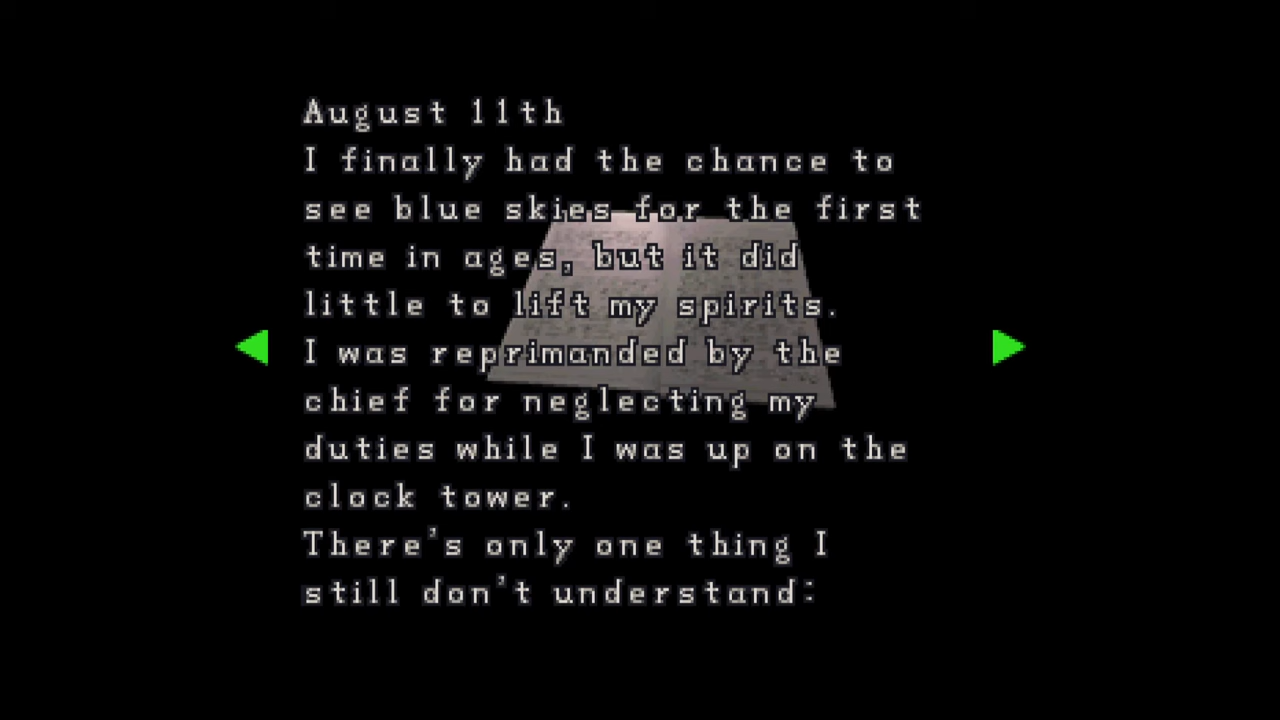 August 11th
I finally had the chance to
see blue skies for the first
time in ages, but it did
little to lift my spirits.
I was reprimanded by the
chief for neglecting my
duties while I was up on the
clock tower.
There's only one thing I
still don't understand: